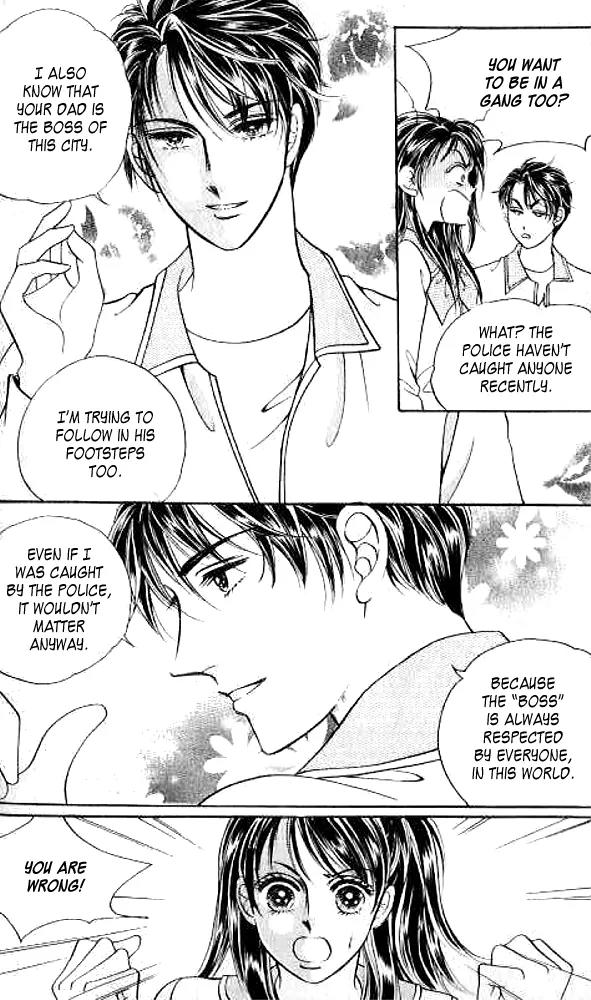 I ALSO
KNOW THAT
YOUR DAD IS
THE BOSS OF
THIS CITY.
I'M TRYING TO
FOLLOW IN HIS
FOOTSTEPS
TOO.
YOU WANT
TO BE IN A
GANG TOO?
WHAT? THE
POLICE HAVEN'T
CAUGHT ANYONE
RECENTLY.
EVEN IF I
WAS CAUGHT
BY THE POLICE,
IT WOULDN'T
MATTER
ANYWAY.
BECAUSE
THE "BOSS"
IS ALWAYS
RESPECTED
BY EVERYONE,
IN THIS WORLD.
YOU ARE
WRONG!